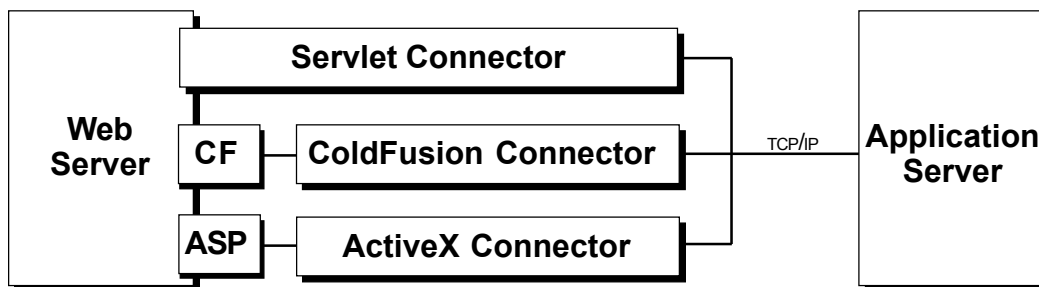 Servlet Connector
Web
Server
CF
ColdFusion Connector
TCP/IP
Application
Server
ASP
ActiveX Connector